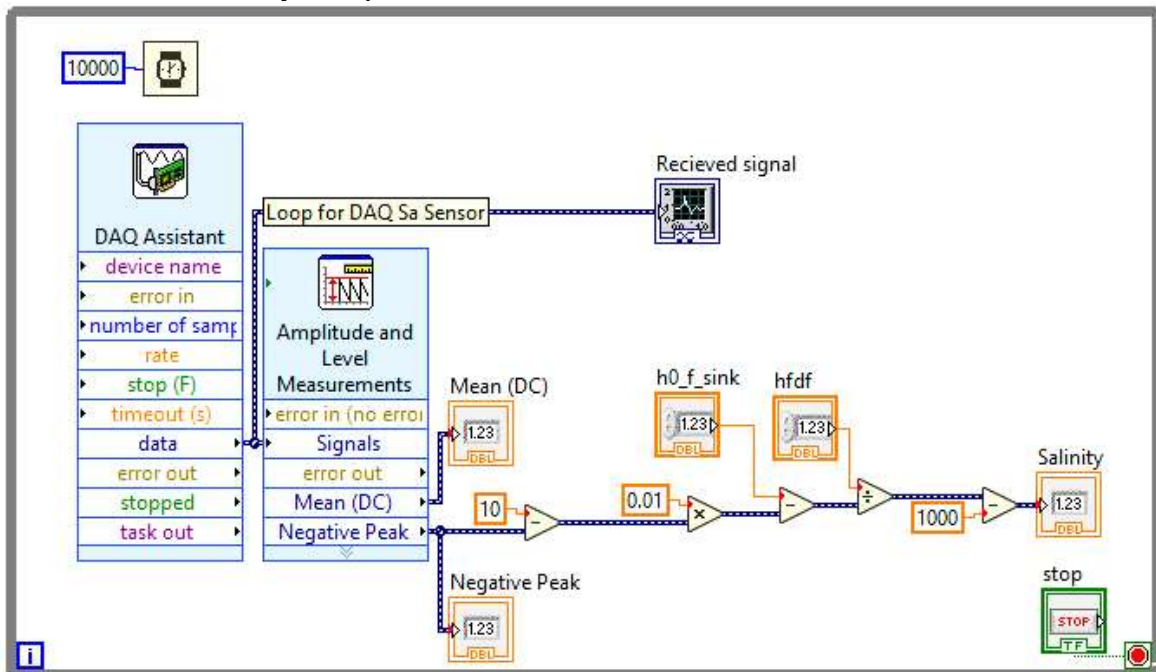 10000
DAQ Assistant
device name
error in
number of samp
rate
stop (F)
timeout (s)
data
error out
stopped
task out
Loop for DAQ Sa Sensor
Recieved signal
Amplitude and
Level
Measurements
error in (no error
Signals
error out
Mean (DC)
Negative Peak
Mean (DC)
1.23
DBL
Negative Peak
1.23
DBL
10
-
0.01
×
h0_f_sink
1.23
DBL
-
hfdf
1.23
DBL
÷
1000
-
Salinity
1.23
DBL
stop
STOP
TF
i